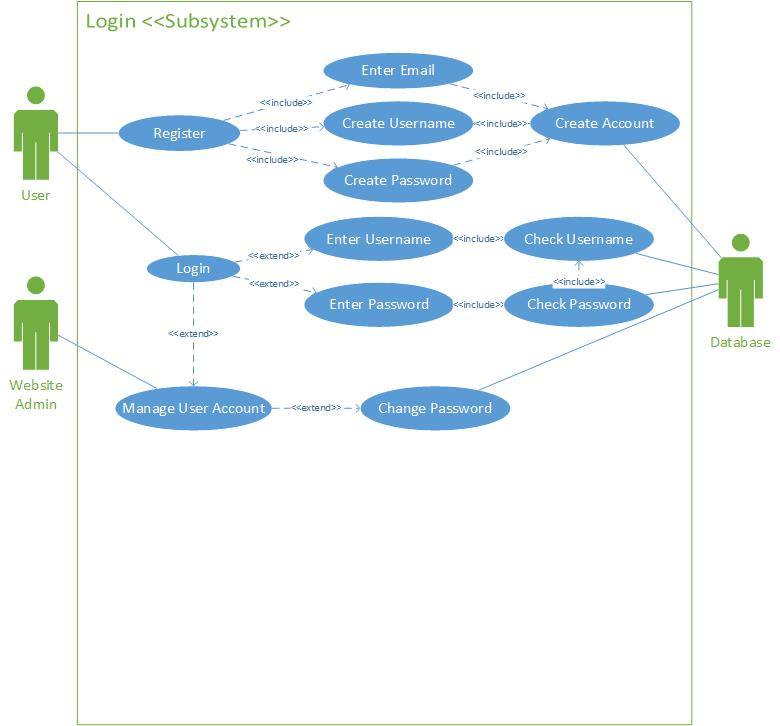 Login <<Subsystem>>
Enter Email
<<include>>
<<include>>
Register
<<include>>
Create Username
<<include>>
Create Account
<<include>>
<<include>>
Create Password
User
Enter Username
<<include>>
Check Username
<<extend>>
Login
<<extend>>
<<include>>
Enter Password
<<include>>
Check Password
<<extend>>
Database
Website
Admin
Manage User Account
<<extend>>
Change Password